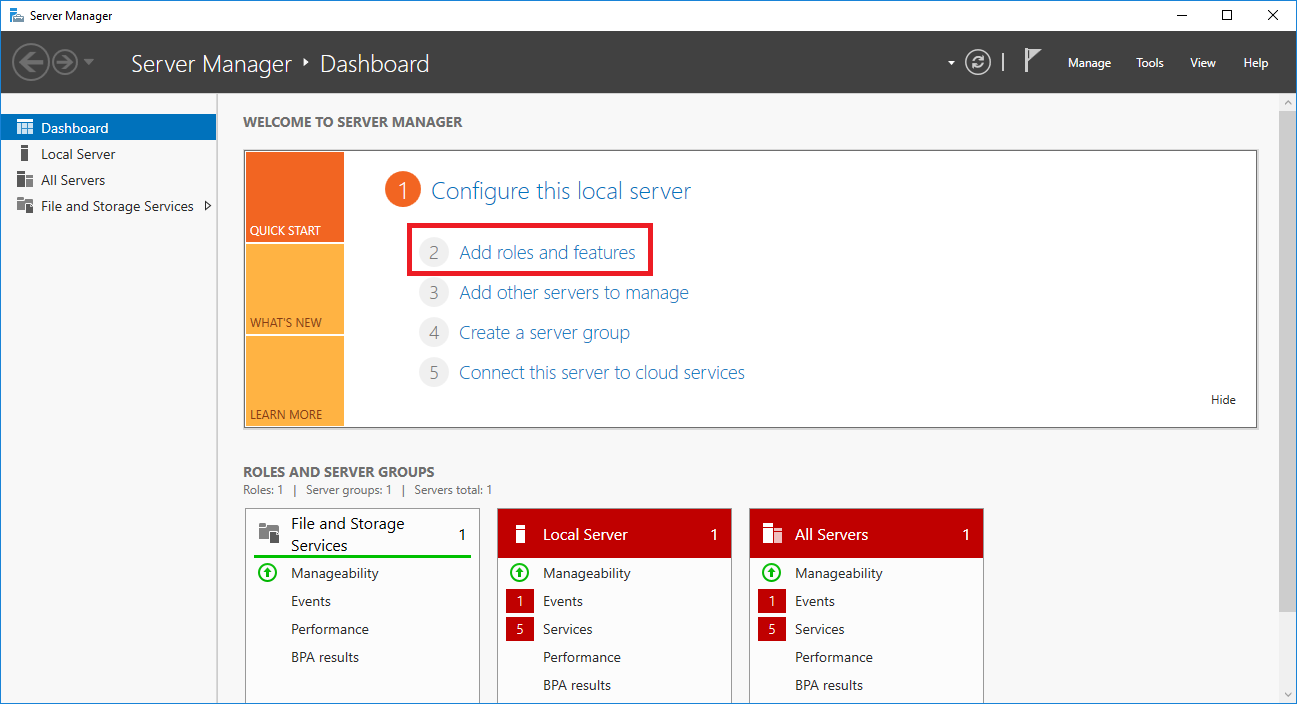 Server Manager
Server Manager ‣ Dashboard
Manage Tools View Help
Dashboard
Local Server
All Servers
File and Storage Services
WELCOME TO SERVER MANAGER
QUICK START
WHAT'S NEW
LEARN MORE
1 Configure this local server
2 Add roles and features
3 Add other servers to manage
4 Create a server group
5 Connect this server to cloud services
Hide
ROLES AND SERVER GROUPS
Roles: 1 | Server groups: 1 | Servers total: 1
File and Storage
Services 1
Manageability
Events
Performance
BPA results
Local Server 1
Manageability
1 Events
5 Services
Performance
BPA results
All Servers 1
Manageability
1 Events
5 Services
Performance
BPA results